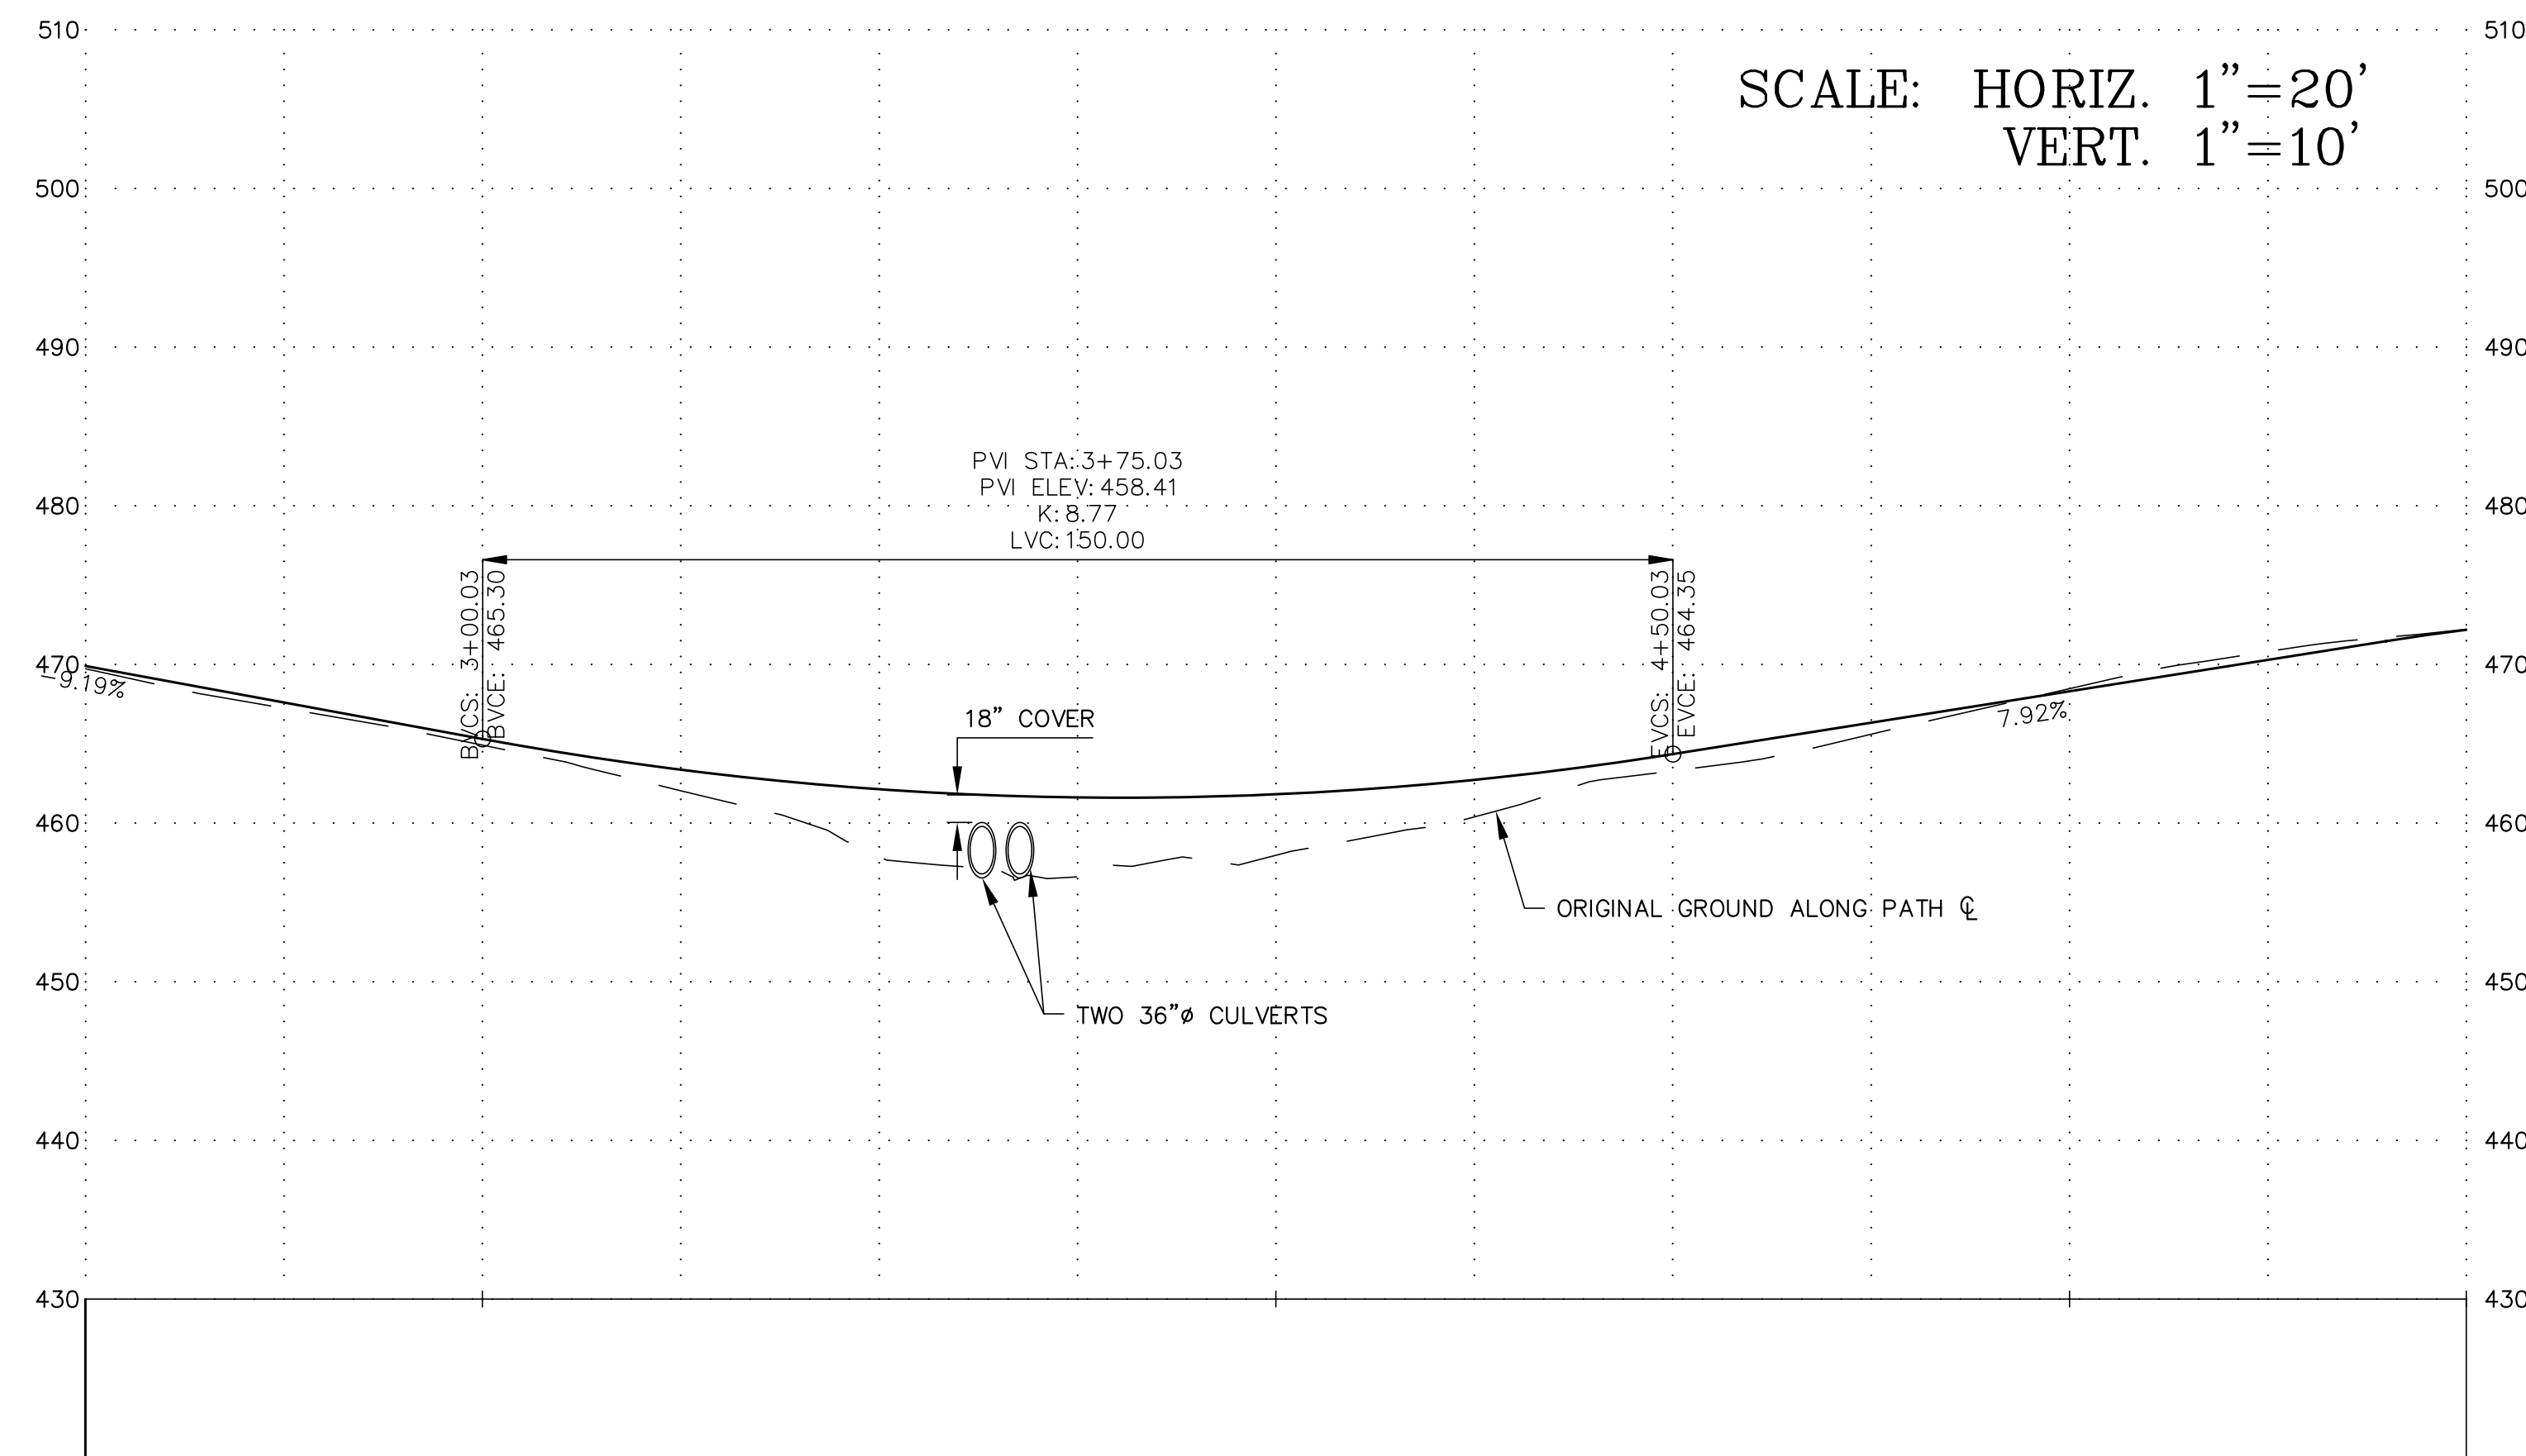 510 510
SCALE: HORIZ. 1"=20'
VERT. 1"=10'
500 500
490 490
PVI STA:3+75.03
PVI ELEV:458.41
480 480
K:8.77
LVC:150.00
BVCS: 3+00.03
BVCE: 465.30
EVCS: 4+50.03
EVCE: 464.35
470 470
-9.19%
18" COVER
7.92%
460 460
ORIGINAL GROUND ALONG PATH ℄
450 450
TWO 36"ø CULVERTS
440 440
430 430